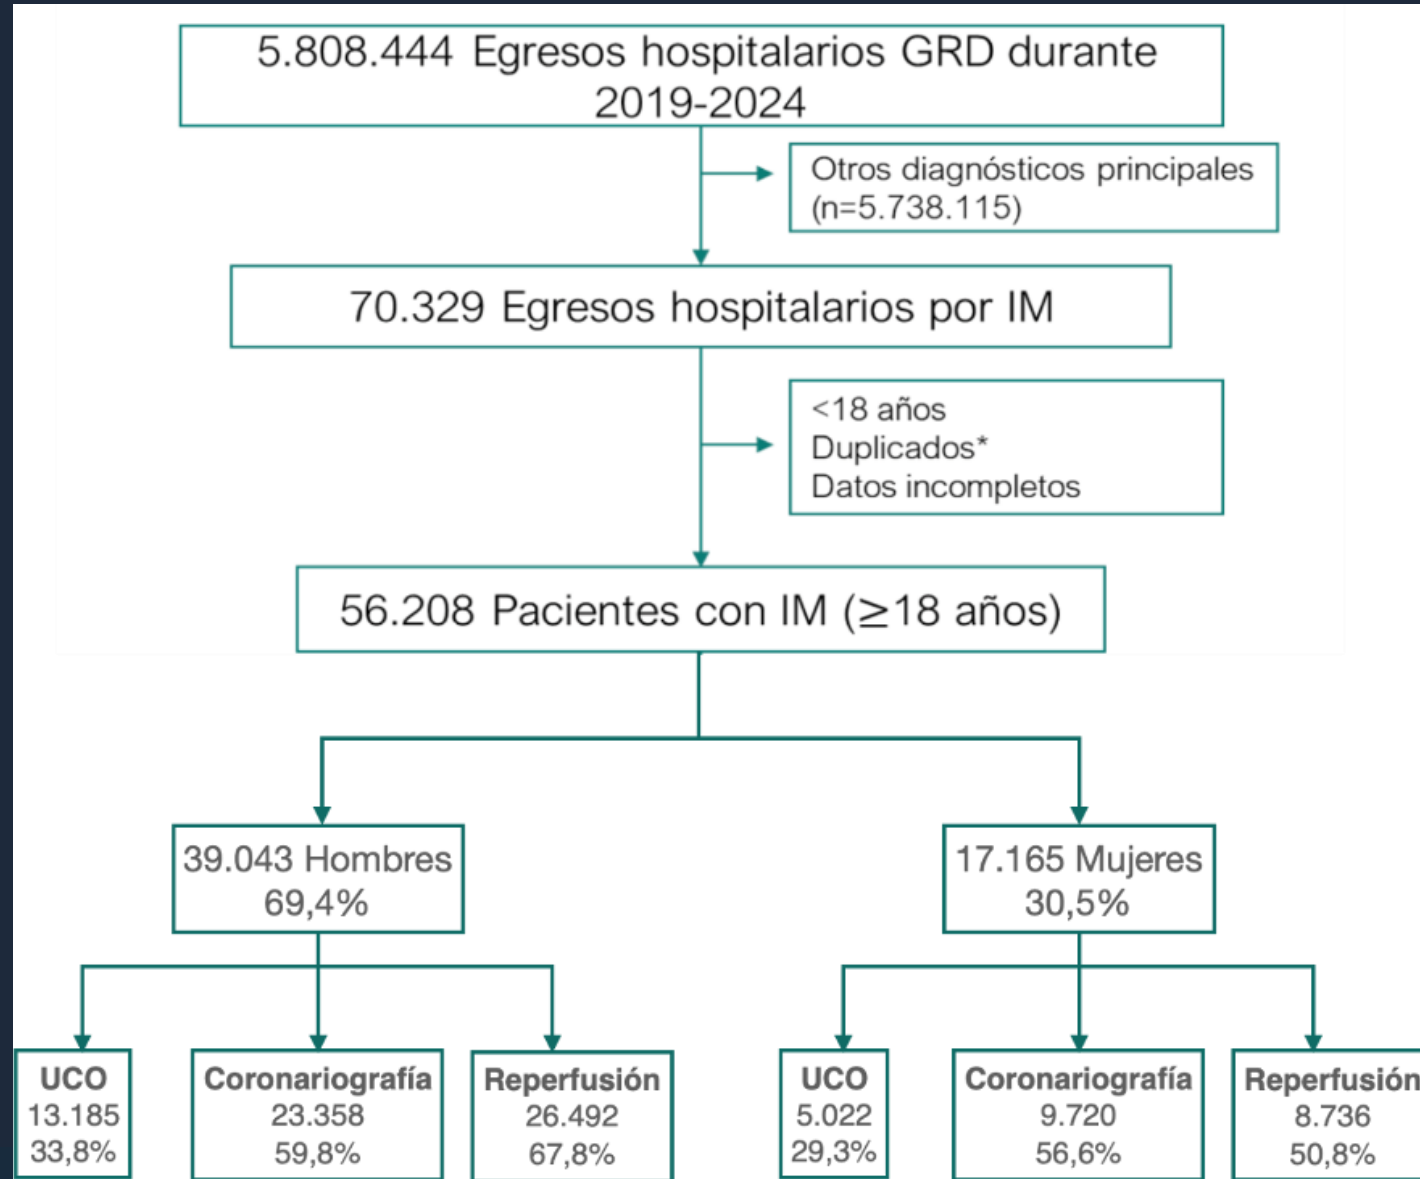 5.808.444 Egresos hospitalarios GRD durante
2019-2024
Otros diagnósticos principales
(n=5.738.115)
70.329 Egresos hospitalarios por IM
<18 años
Duplicados*
Datos incompletos
56.208 Pacientes con IM (≥18 años)
39.043 Hombres
69,4%
17.165 Mujeres
30,5%
UCO
13.185
33,8%
Coronariografía
23.358
59,8%
Reperfusión
26.492
67,8%
UCO
5.022
29,3%
Coronariografía
9.720
56,6%
Reperfusión
8.736
50,8%